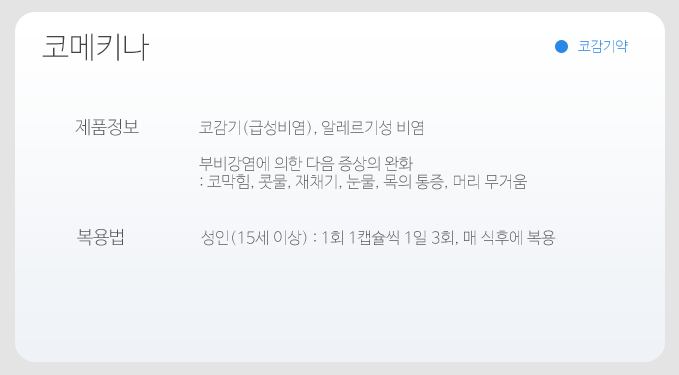 코메키나
코감기약
제품정보
코감기(급성비염), 알레르기성 비염
부비강염에 의한 다음 증상의 완화
: 코막힘, 콧물, 재채기, 눈물, 목의 통증, 머리 무거움
복용법
성인(15세 이상) : 1회 1캡슐씩 1일 3회, 매 식후에 복용